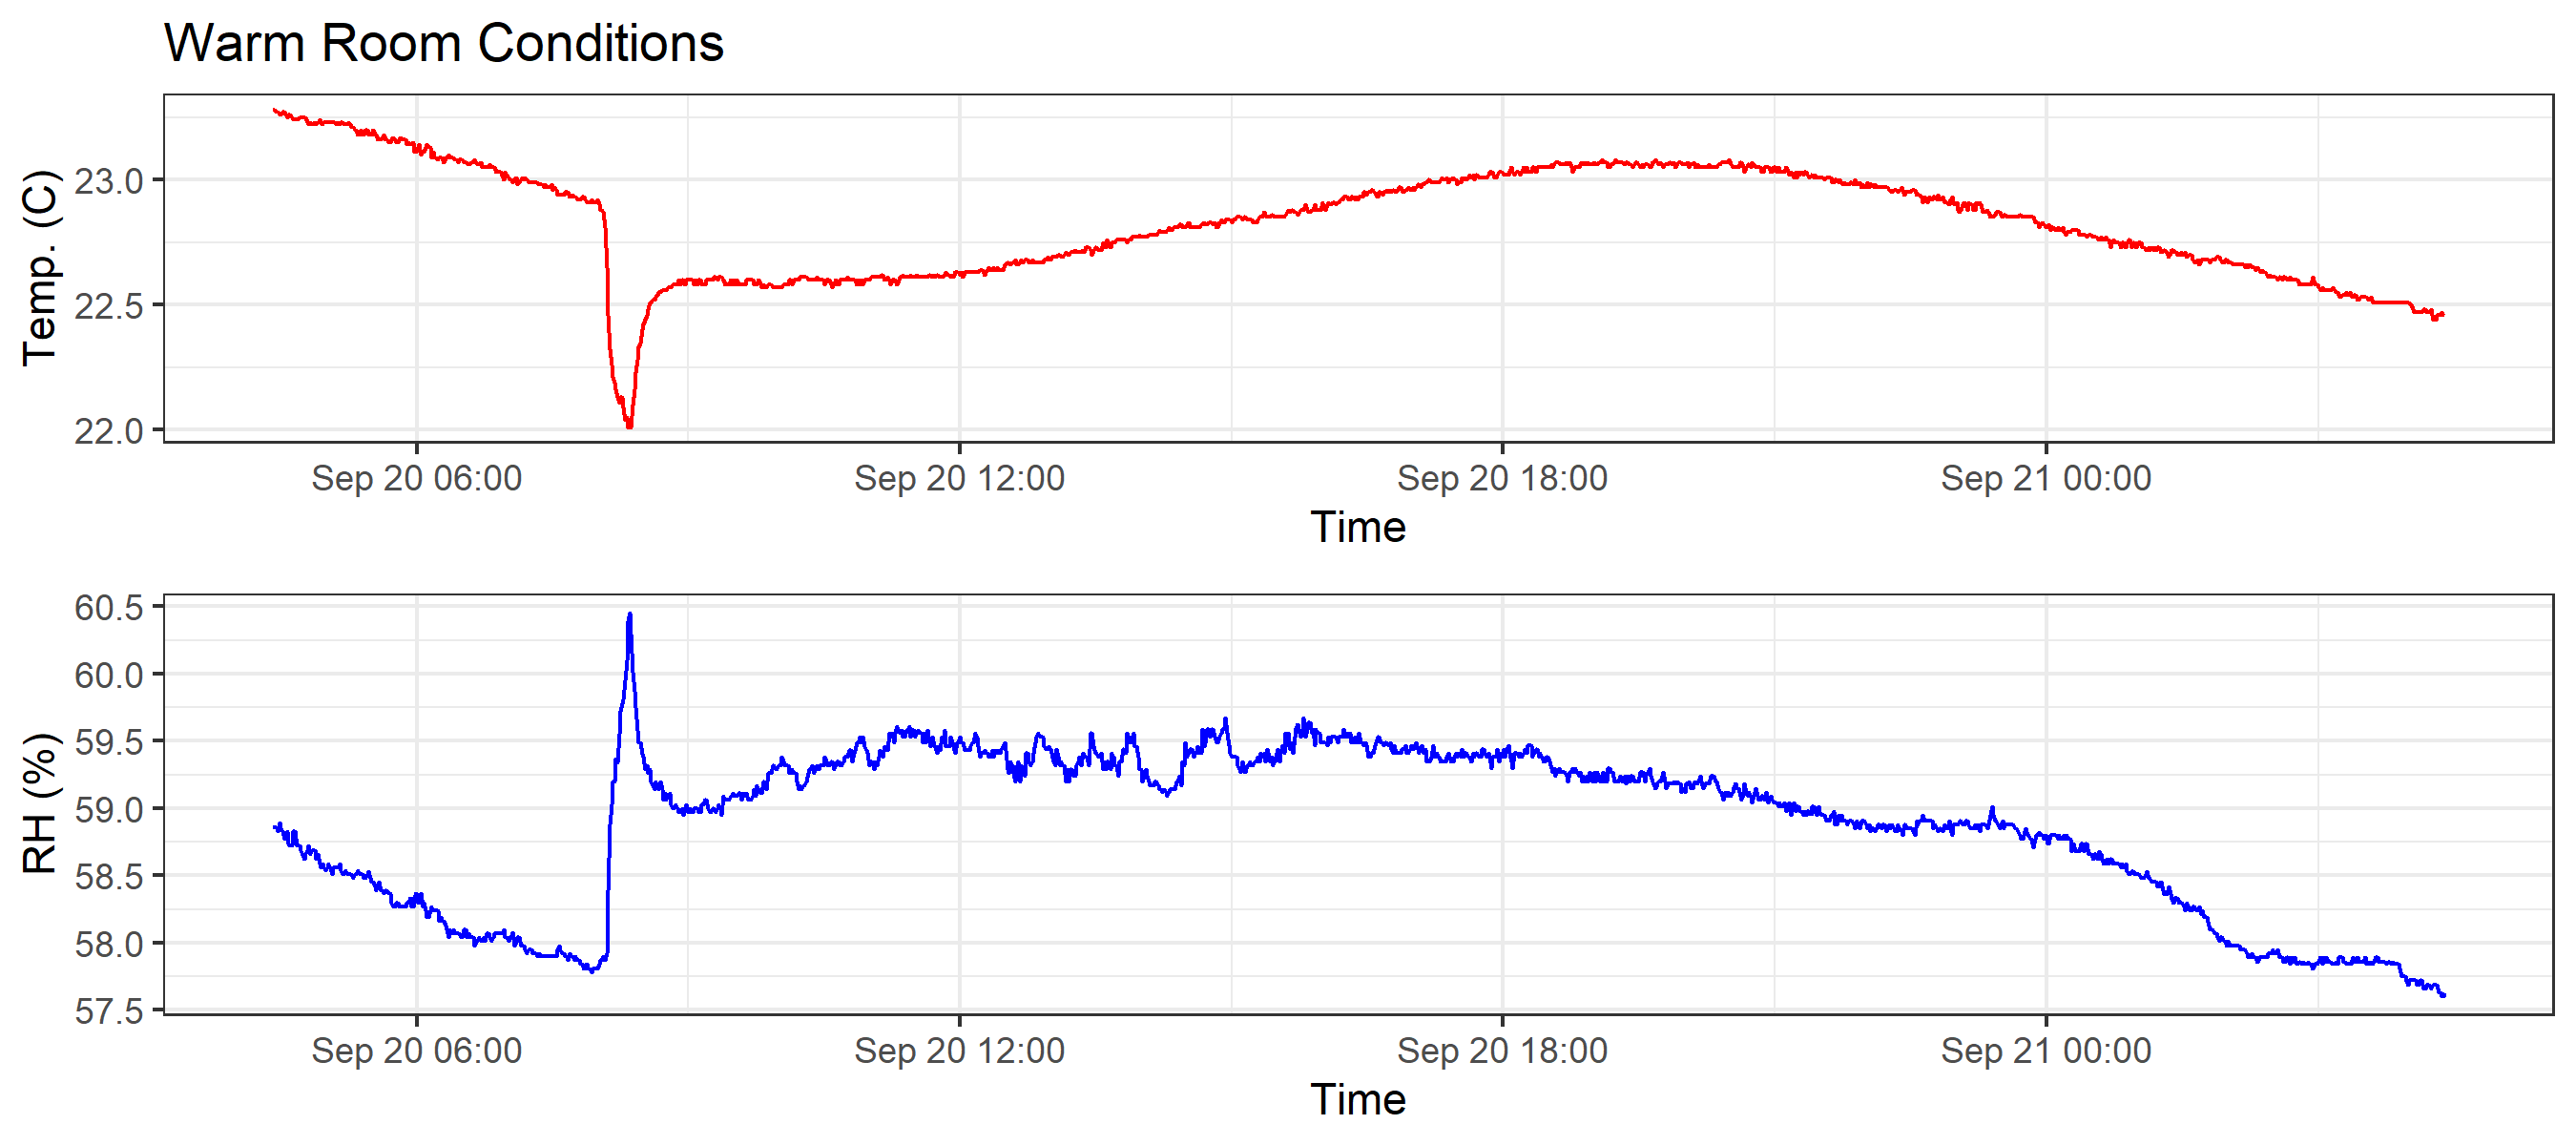 Warm Room Conditions
Temp. (C)
23.0
22.5
22.0
Sep 20 06:00 Sep 20 12:00 Sep 20 18:00 Sep 21 00:00
Time
RH (%)
60.5
60.0
59.5
59.0
58.5
58.0
57.5
Sep 20 06:00 Sep 20 12:00 Sep 20 18:00 Sep 21 00:00
Time